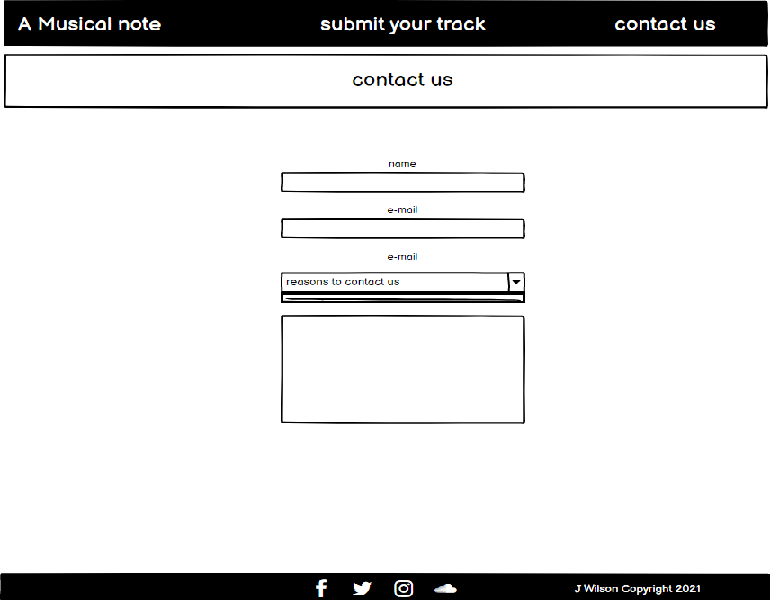 A Musical note
submit your track
contact us
contact us
name
e-mail
e-mail
reasons to contact us
J Wilson Copyright 2021